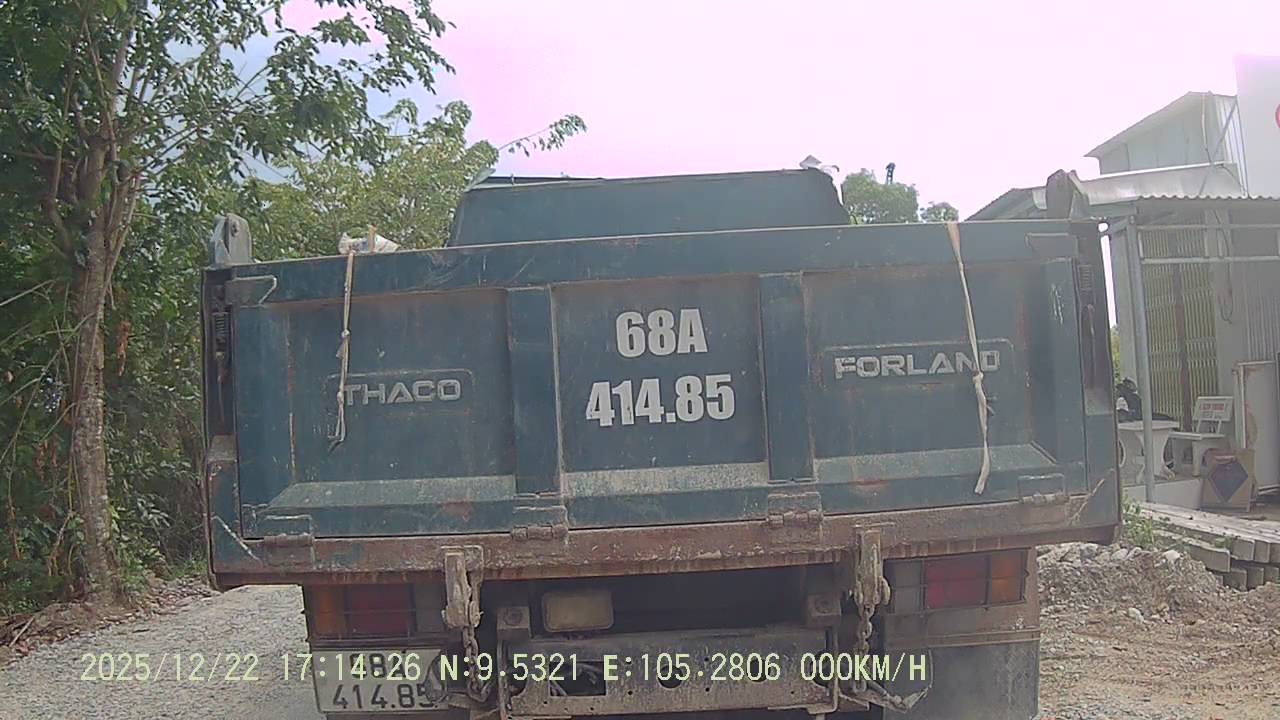 68A
414.85
THACO
FORLAND
414.85
2025/12/22 17:14:26 N:9.5321 E:105.2806 000KM/H